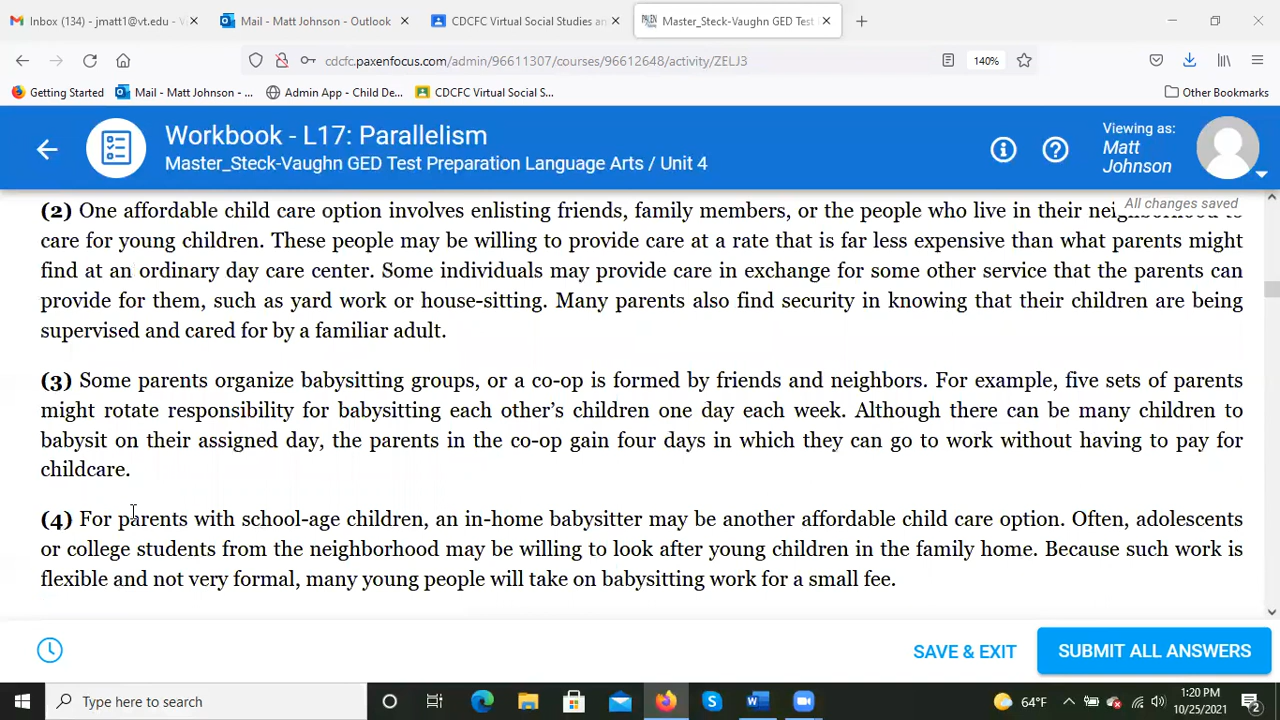 Inbox (134) - jmatt1@vt.edu -
Mail - Matt Johnson - Outlook
CDCFC Virtual Social Studies an
Master_Steck-Vaughn GED Test
cdcfc.paxenfocus.com/admin/96611307/courses/96612648/activity/ZELJ3
140%
Getting Started
Mail - Matt Johnson - ...
Admin App - Child De...
CDCFC Virtual Social S...
Other Bookmarks
Workbook - L17: Parallelism
Master_Steck-Vaughn GED Test Preparation Language Arts / Unit 4
Viewing as:
Matt
Johnson
All changes saved
(2) One affordable child care option involves enlisting friends, family members, or the people who live in their neighborhood to
care for young children. These people may be willing to provide care at a rate that is far less expensive than what parents might
find at an ordinary day care center. Some individuals may provide care in exchange for some other service that the parents can
provide for them, such as yard work or house-sitting. Many parents also find security in knowing that their children are being
supervised and cared for by a familiar adult.
(3) Some parents organize babysitting groups, or a co-op is formed by friends and neighbors. For example, five sets of parents
might rotate responsibility for babysitting each other's children one day each week. Although there can be many children to
babysit on their assigned day, the parents in the co-op gain four days in which they can go to work without having to pay for
childcare.
(4) For parents with school-age children, an in-home babysitter may be another affordable child care option. Often, adolescents
or college students from the neighborhood may be willing to look after young children in the family home. Because such work is
flexible and not very formal, many young people will take on babysitting work for a small fee.
SAVE & EXIT
SUBMIT ALL ANSWERS
Type here to search
64°F
1:20 PM
10/25/2021
2